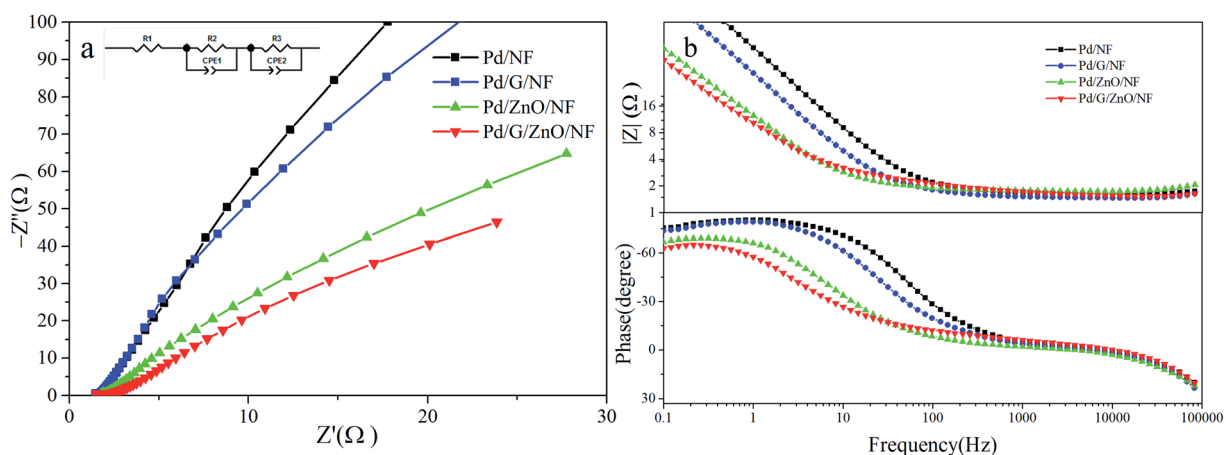 a
R1 R2 R3
CPE1 CPE2
Pd/NF
Pd/G/NF
Pd/ZnO/NF
Pd/G/ZnO/NF
100
90
80
70
60
50
40
30
20
10
0
−Z''(Ω)
0 10 20 30
Z'(Ω)
b
Pd/NF
Pd/G/NF
Pd/ZnO/NF
Pd/G/ZnO/NF
16
8
4
2
1
|Z| (Ω)
-60
-30
0
30
Phase(degree)
0.1 1 10 100 1000 10000 100000
Frequency(Hz)